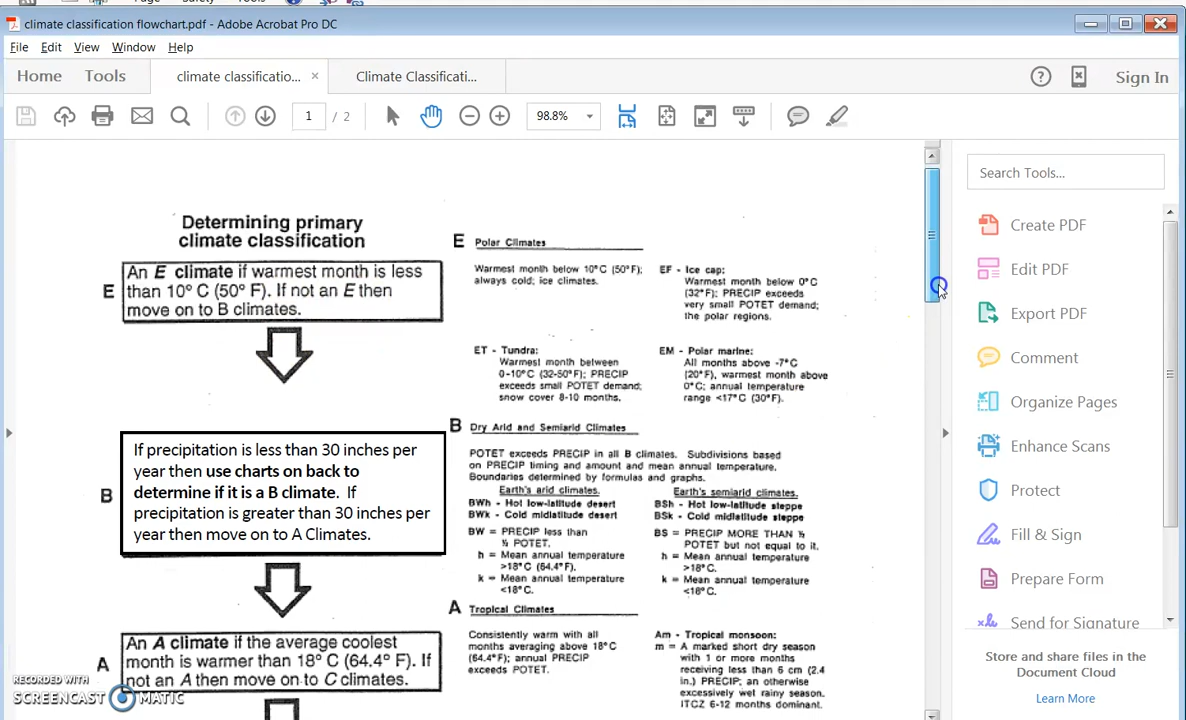 Page
Safety
Tools
climate classification flowchart.pdf - Adobe Acrobat Pro DC
File Edit View Window Help
Home Tools climate classificatio... × Climate Classificati... Sign In
1 / 2 98.8%
Search Tools...
Create PDF
Edit PDF
Export PDF
Comment
Organize Pages
Enhance Scans
Protect
Fill & Sign
Prepare Form
Send for Signature
Store and share files in the
Document Cloud
Learn More
Determining primary
climate classification
E
An E climate if warmest month is less
than 10° C (50° F). If not an E then
move on to B climates.
B
If precipitation is less than 30 inches per
year then use charts on back to
determine if it is a B climate. If
precipitation is greater than 30 inches per
year then move on to A Climates.
A
An A climate if the average coolest
month is warmer than 18° C (64.4° F). If
not an A then move on to C climates.
E Polar Climates
Warmest month below 10°C (50°F);
always cold; ice climates.
EF - Ice cap:
Warmest month below 0°C
(32°F); PRECIP exceeds
very small POTET demand;
the polar regions.
ET - Tundra:
Warmest month between
0-10°C (32-50°F); PRECIP
exceeds small POTET demand;
snow cover 8-10 months.
EM - Polar marine:
All months above -7°C
(20°F), warmest month above
0°C; annual temperature
range <17°C (30°F).
B Dry Arid and Semiarid Climates
POTET exceeds PRECIP in all B climates. Subdivisions based
on PRECIP timing and amount and mean annual temperature.
Boundaries determined by formulas and graphs.
Earth's arid climates.
BWh - Hot low-latitude desert
BWk - Cold midlatitude desert
BW = PRECIP less than
½ POTET.
h = Mean annual temperature
>18°C (64.4°F).
k = Mean annual temperature
<18°C.
Earth's semiarid climates.
BSh - Hot low-latitude steppe
BSk - Cold midlatitude steppe
BS = PRECIP MORE THAN ½
POTET but not equal to it.
h = Mean annual temperature
>18°C.
k = Mean annual temperature
<18°C.
A Tropical Climates
Consistently warm with all
months averaging above 18°C
(64.4°F); annual PRECIP
exceeds POTET.
Am - Tropical monsoon:
m = A marked short dry season
with 1 or more months
receiving less than 6 cm (2.4
in.) PRECIP; an otherwise
excessively wet rainy season.
ITCZ 6-12 months dominant.
RECORDED WITH
SCREENCAST MATIC